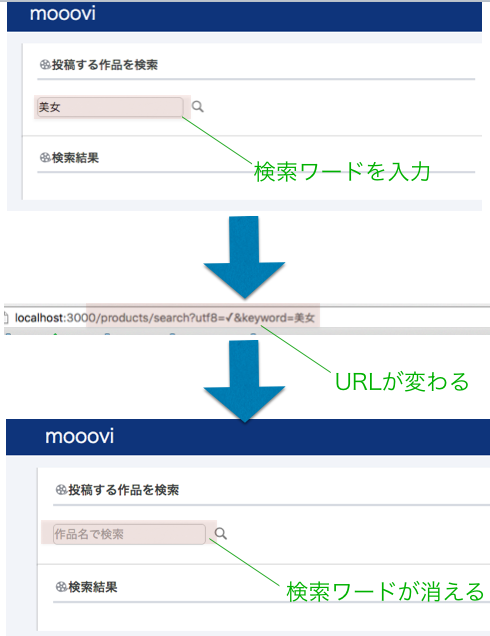 mooovi
投稿する作品を検索
美女
検索結果
検索ワードを入力
localhost:3000/products/search?utf8=✓&keyword=美女
URLが変わる
mooovi
投稿する作品を検索
作品名で検索
検索結果
検索ワードが消える